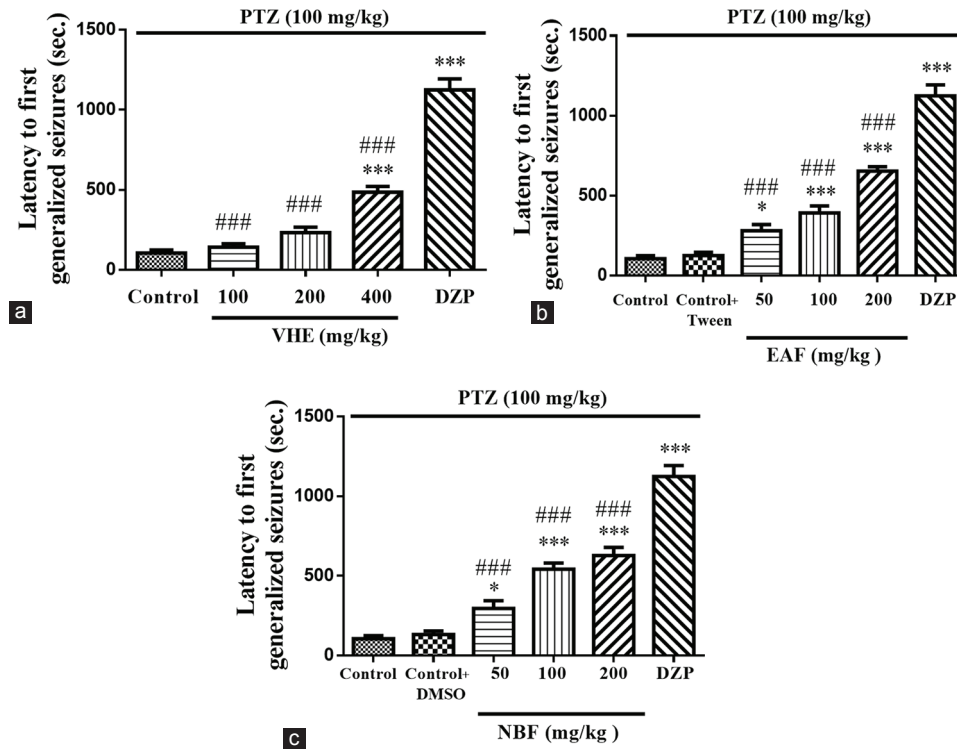 PTZ (100 mg/kg)
Latency to first
generalized seizures (sec.)
1500
1000
500
0
###
###
###
***
***
Control
100
200
400
DZP
VHE (mg/kg)
a
PTZ (100 mg/kg)
Latency to first
generalized seizures (sec.)
1500
1000
500
0
###
*
###
***
###
***
***
Control
Control+
Tween
50
100
200
DZP
EAF (mg/kg )
b
PTZ (100 mg/kg)
Latency to first
generalized seizures (sec.)
1500
1000
500
0
###
*
###
***
###
***
***
Control
Control+
DMSO
50
100
200
DZP
NBF (mg/kg)
c